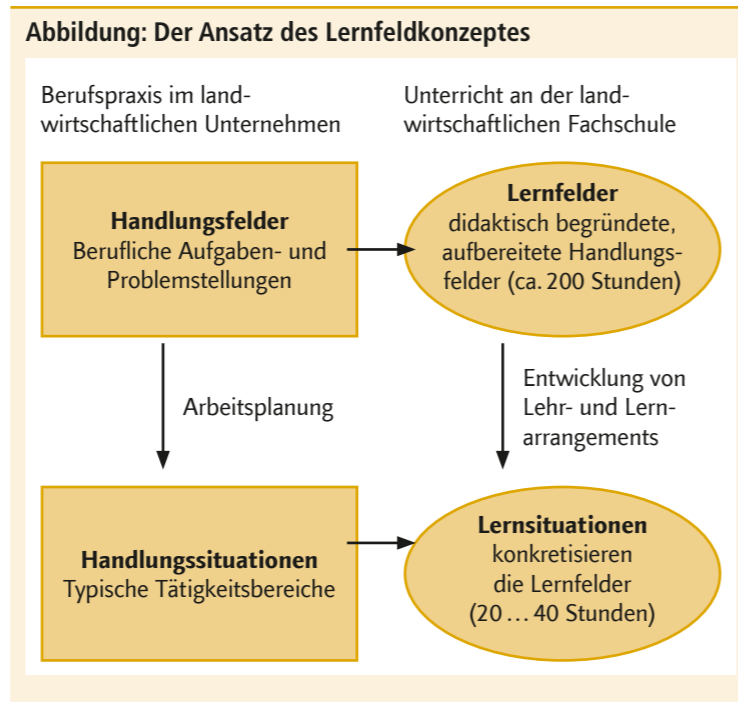 Abbildung: Der Ansatz des Lernfeldkonzeptes
Berufspraxis im land-
wirtschaftlichen Unternehmen
Unterricht an der land-
wirtschaftlichen Fachschule
Handlungsfelder
Berufliche Aufgaben- und
Problemstellungen
Lernfelder
didaktisch begründete,
aufbereitete Handlungs-
felder (ca. 200 Stunden)
Arbeitsplanung
Entwicklung von
Lehr- und Lern-
arrangements
Handlungssituationen
Typische Tätigkeitsbereiche
Lernsituationen
konkretisieren
die Lernfelder
(20 ... 40 Stunden)